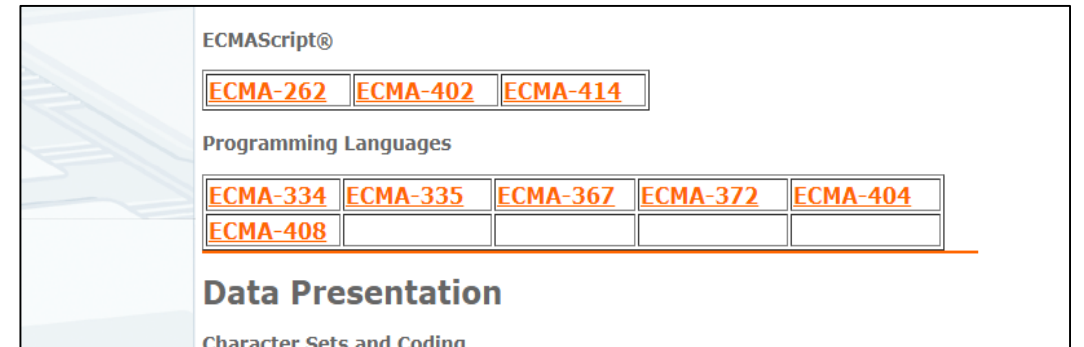 ECMAScript®
ECMA-262 ECMA-402 ECMA-414
Programming Languages
ECMA-334 ECMA-335 ECMA-367 ECMA-372 ECMA-404
ECMA-408
Data Presentation
Character Sets and Coding